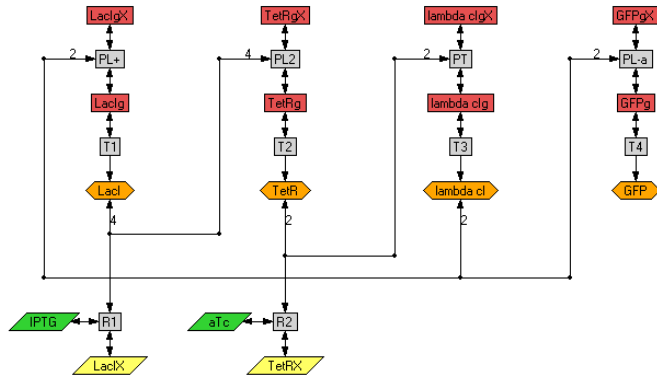 LacIgX TetRgX lambda cIgX GFPgX
2 PL+ 4 PL2 2 PT 2 PL-a
LacIg TetRg lambda cIg GFPg
T1 T2 T3 T4
LacI TetR lambda cI GFP
4 2 2
IPTG R1 aTc R2
LacIX TetRX